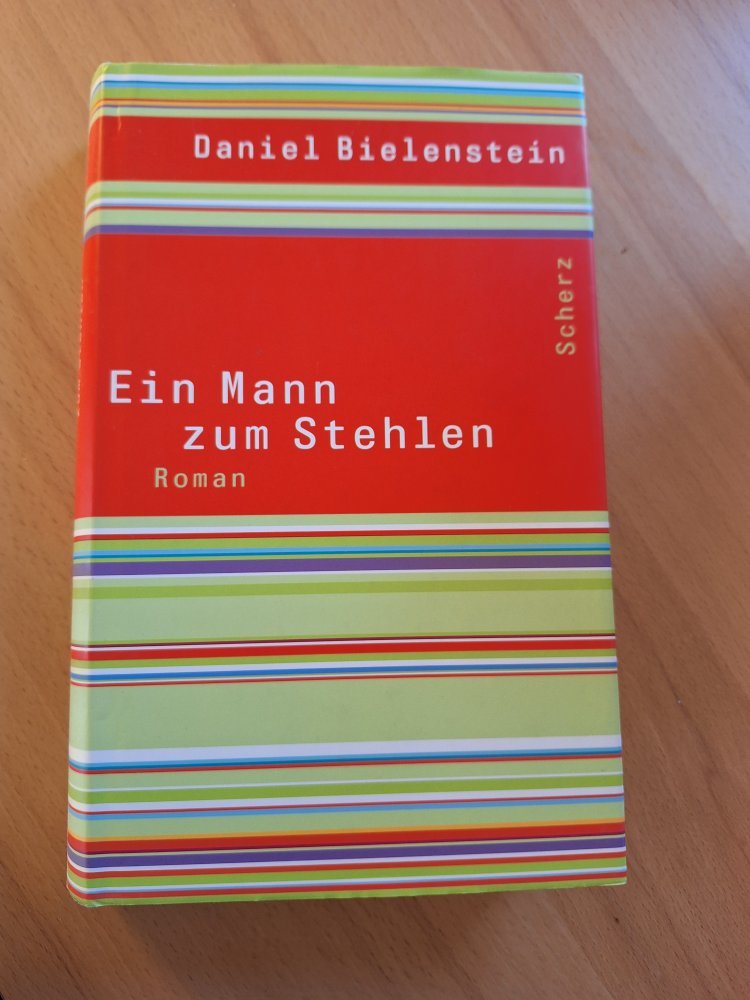 Daniel Bielenstein
Scherz
Ein Mann
zum Stehlen
Roman